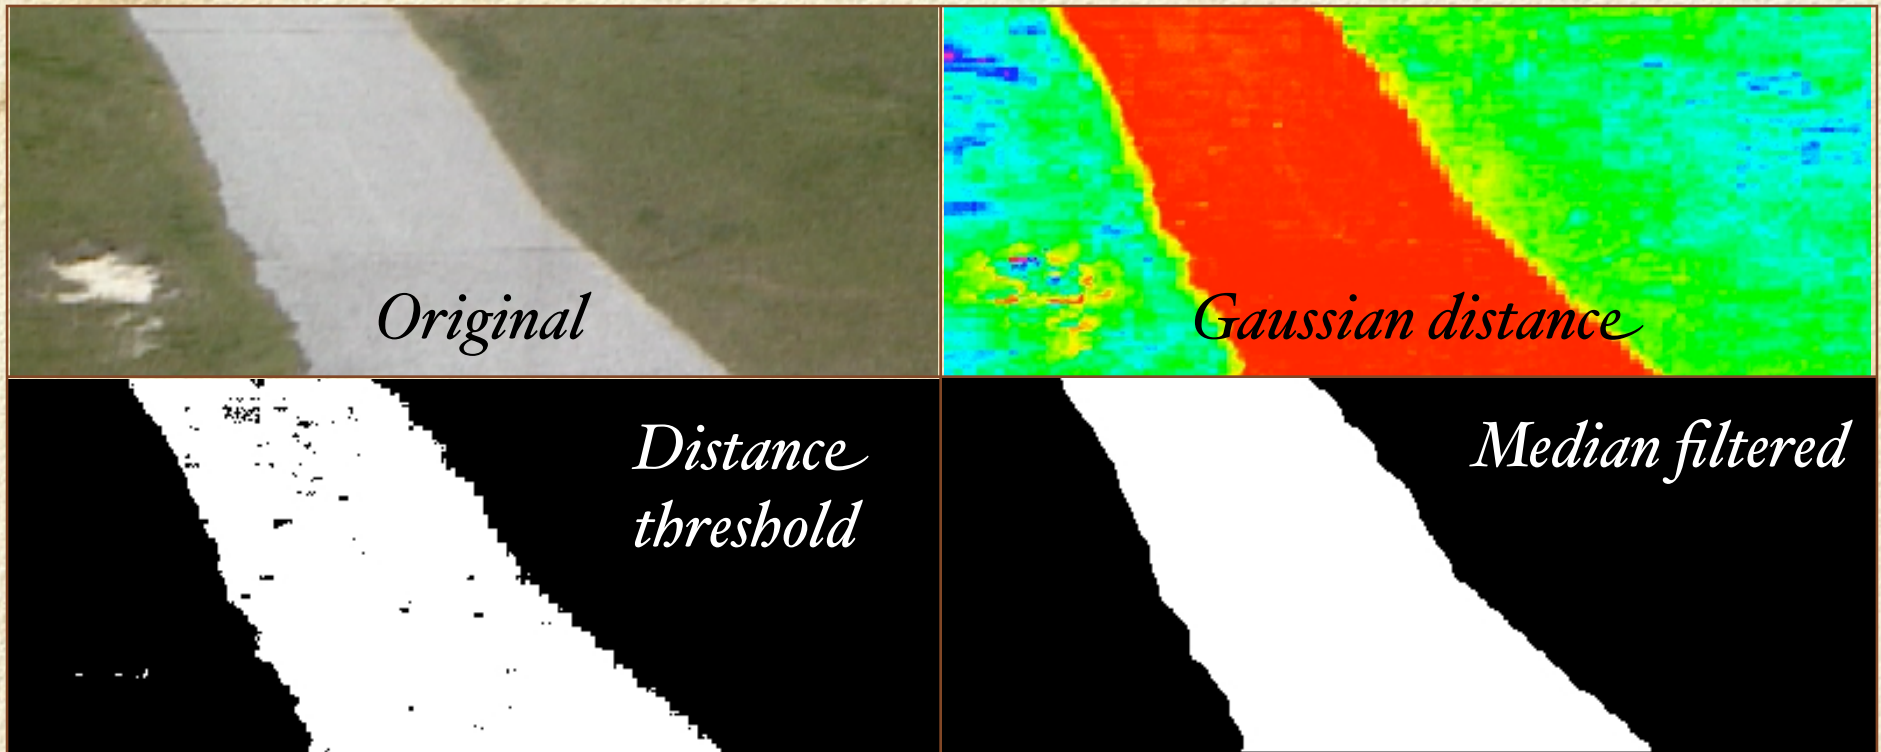 Original
Gaussian distance
Distance
threshold
Median filtered